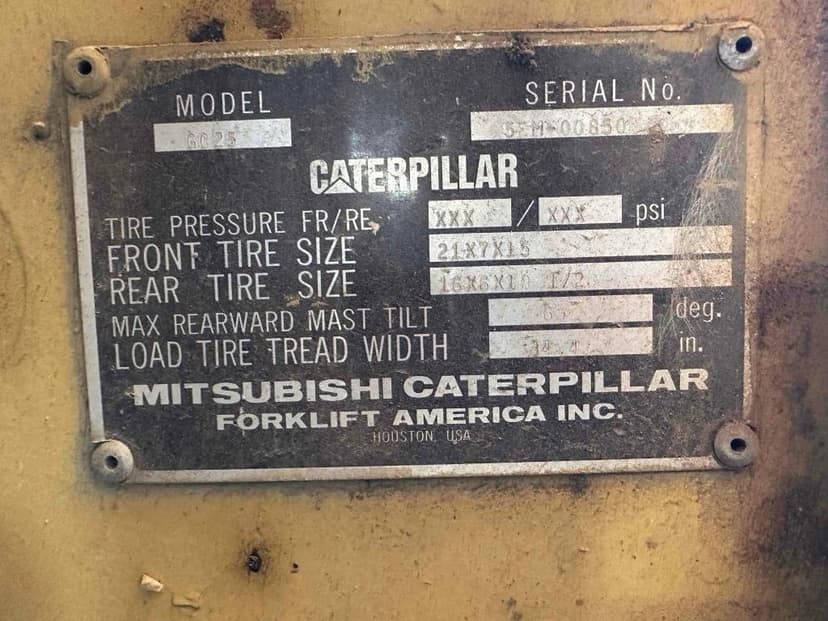 MODEL
GC25
SERIAL No.
5FM-00850
CATERPILLAR
TIRE PRESSURE FR/RE XXX / XXX psi
FRONT TIRE SIZE 21X7X15
REAR TIRE SIZE 16X6X10 1/2
MAX REARWARD MAST TILT deg.
LOAD TIRE TREAD WIDTH in.
MITSUBISHI CATERPILLAR
FORKLIFT AMERICA INC.
HOUSTON, USA